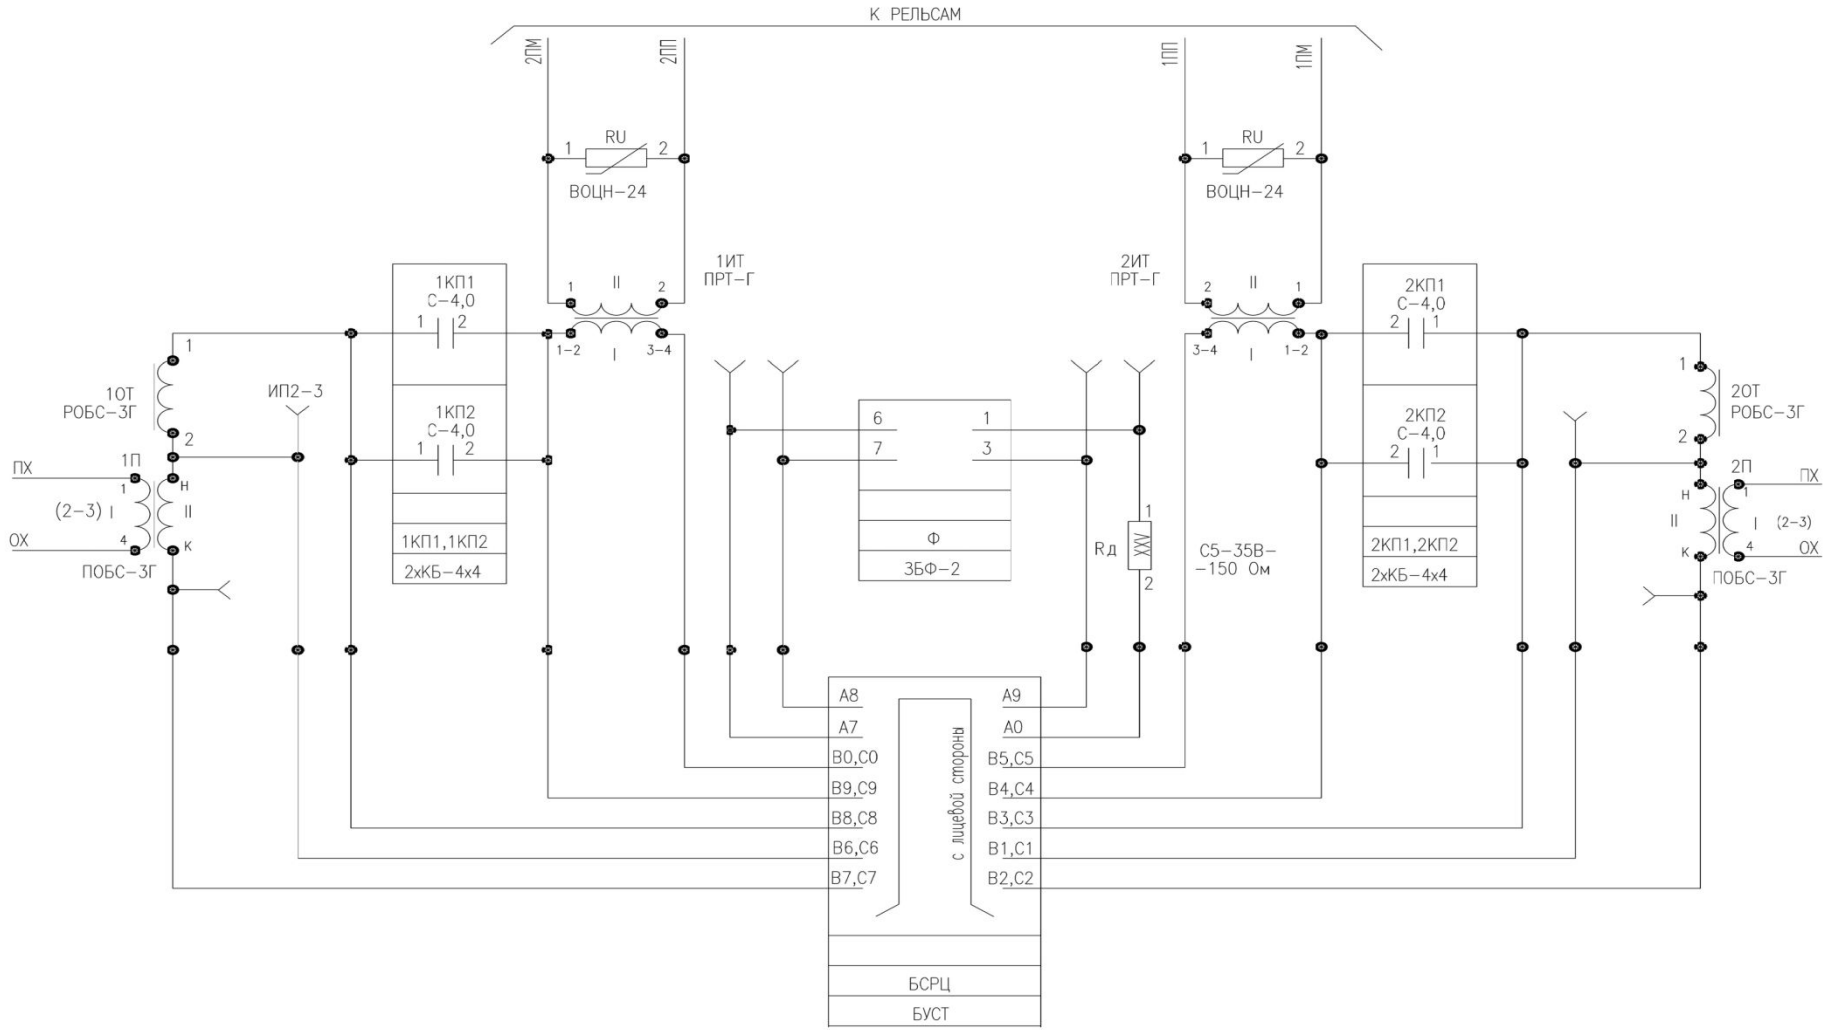 К РЕЛЬСАМ
2ПМ
2ПП
1ПП
1ПМ
RU
1
2
ВОЦН-24
RU
1
2
ВОЦН-24
1ИТ
ПРТ-Г
2ИТ
ПРТ-Г
1
II
2
1-2
I
3-4
2
II
1
3-4
I
1-2
1КП1
С-4,0
1
2
1КП2
С-4,0
1
2
1КП1,1КП2
2хКБ-4х4
2КП1
С-4,0
2
1
2КП2
С-4,0
2
1
2КП1,2КП2
2хКБ-4х4
1
1ОТ
РОБС-3Г
2
ИП2-3
ПХ
1П
1
Н
(2-3)
I
II
ОХ
4
К
ПОБС-3Г
6
1
7
3
Ф
ЗБФ-2
1
Rд
2
С5-35В-
-150 Ом
1
2ОТ
РОБС-3Г
2
2П
ПХ
Н
1
II
I
(2-3)
К
4
ОХ
ПОБС-3Г
А8
А9
А7
А0
В0,С0
В5,С5
В9,С9
В4,С4
В8,С8
В3,С3
В6,С6
В1,С1
В7,С7
В2,С2
с лицевой стороны
БСРЦ
БУСТ